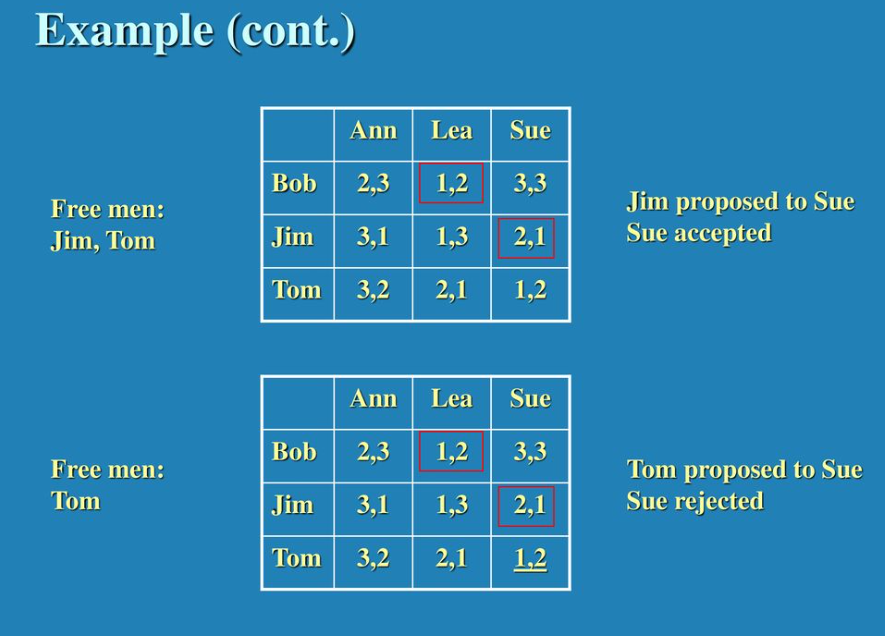 Example (cont.)
Ann Lea Sue
Bob 2,3 1,2 3,3
Jim 3,1 1,3 2,1
Tom 3,2 2,1 1,2
Free men:
Jim, Tom
Jim proposed to Sue
Sue accepted
Ann Lea Sue
Bob 2,3 1,2 3,3
Jim 3,1 1,3 2,1
Tom 3,2 2,1 1,2
Free men:
Tom
Tom proposed to Sue
Sue rejected